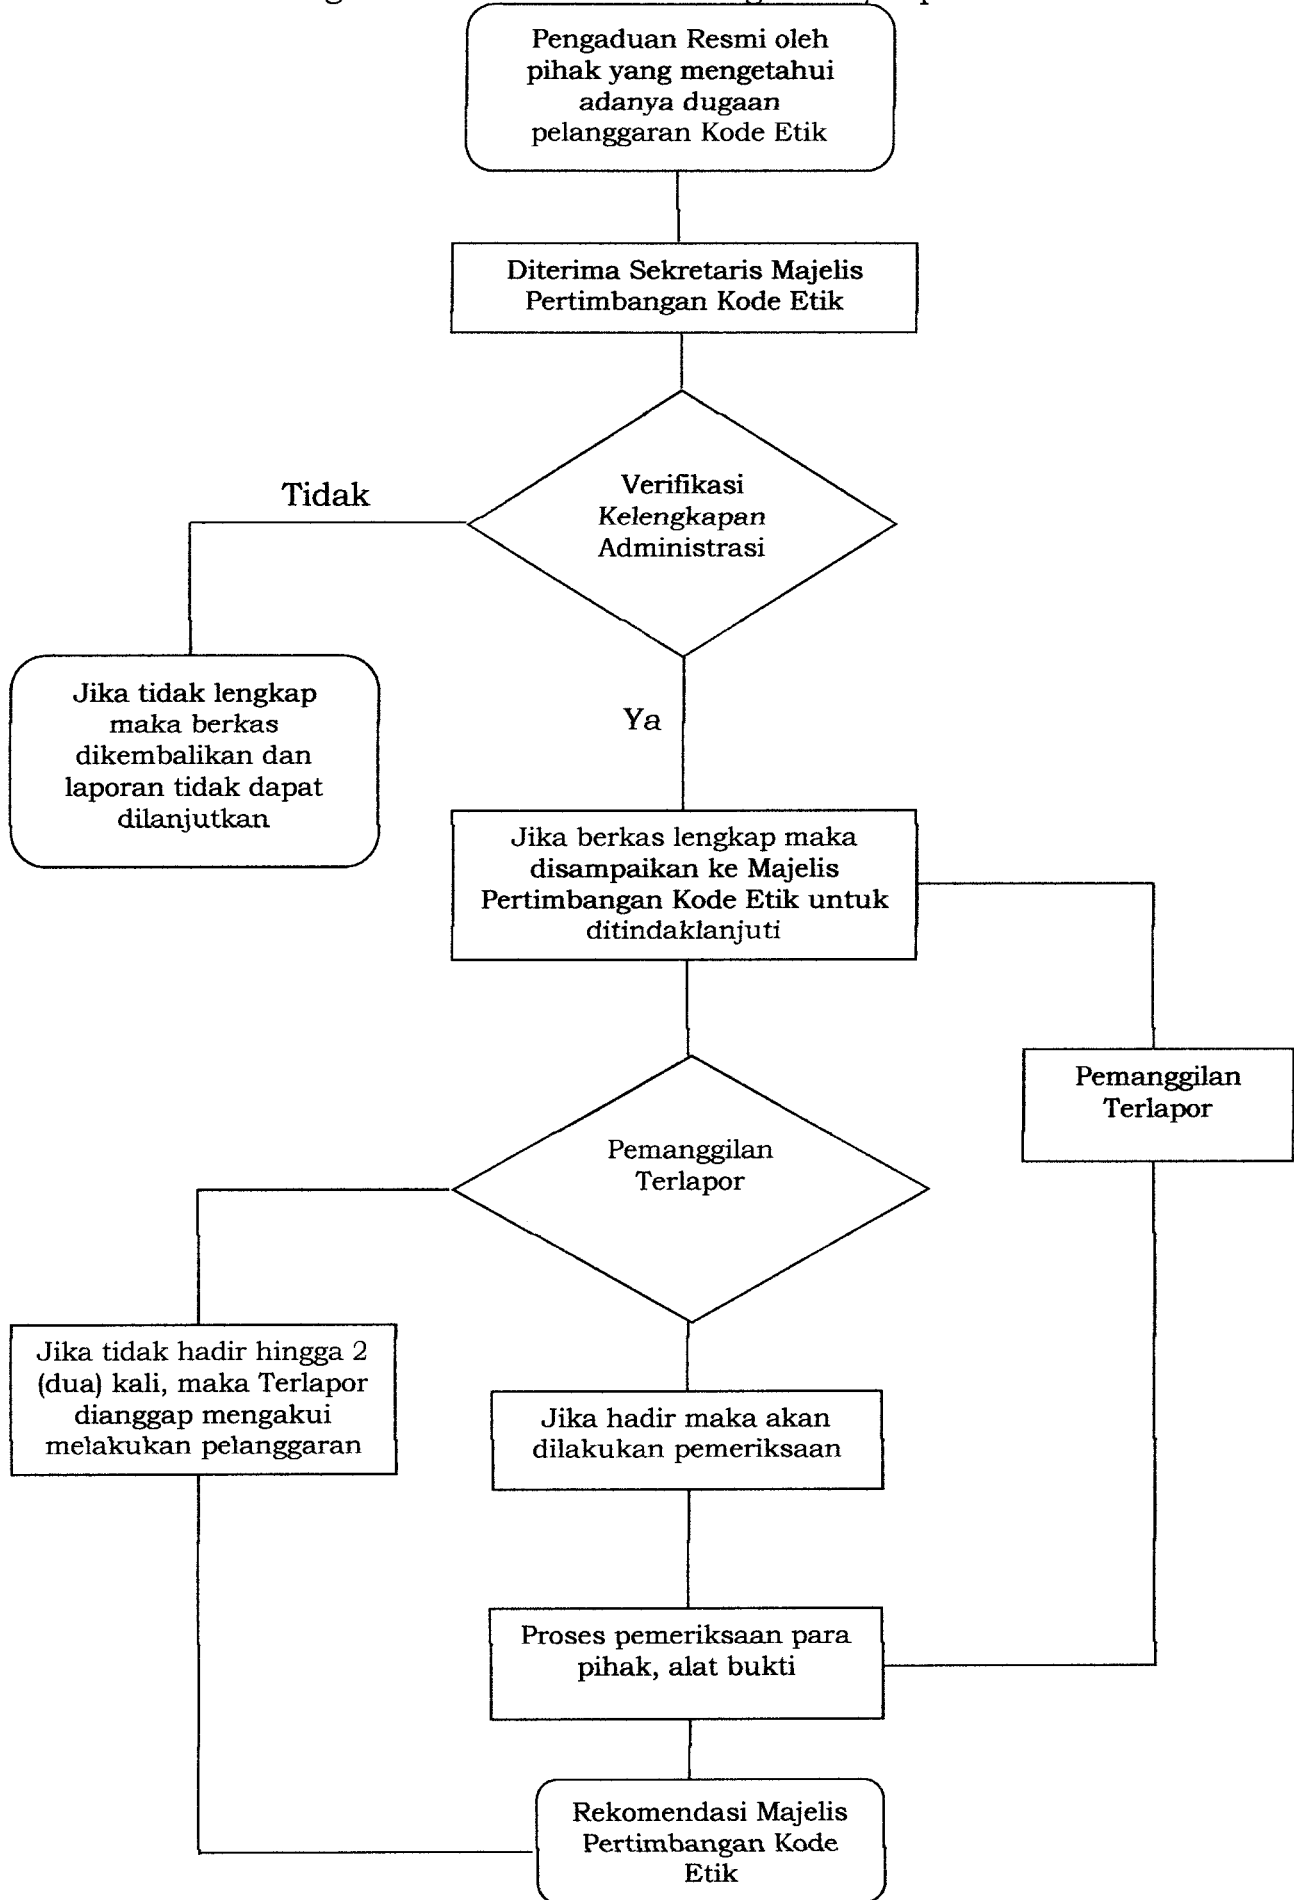 Pengaduan Resmi oleh
pihak yang mengetahui
adanya dugaan
pelanggaran Kode Etik
Diterima Sekretaris Majelis
Pertimbangan Kode Etik
Verifikasi
Kelengkapan
Administrasi
Tidak
Jika tidak lengkap
maka berkas
dikembalikan dan
laporan tidak dapat
dilanjutkan
Ya
Jika berkas lengkap maka
disampaikan ke Majelis
Pertimbangan Kode Etik untuk
ditindaklanjuti
Pemanggilan
Terlapor
Pemanggilan
Terlapor
Jika tidak hadir hingga 2
(dua) kali, maka Terlapor
dianggap mengakui
melakukan pelanggaran
Jika hadir maka akan
dilakukan pemeriksaan
Proses pemeriksaan para
pihak, alat bukti
Rekomendasi Majelis
Pertimbangan Kode
Etik